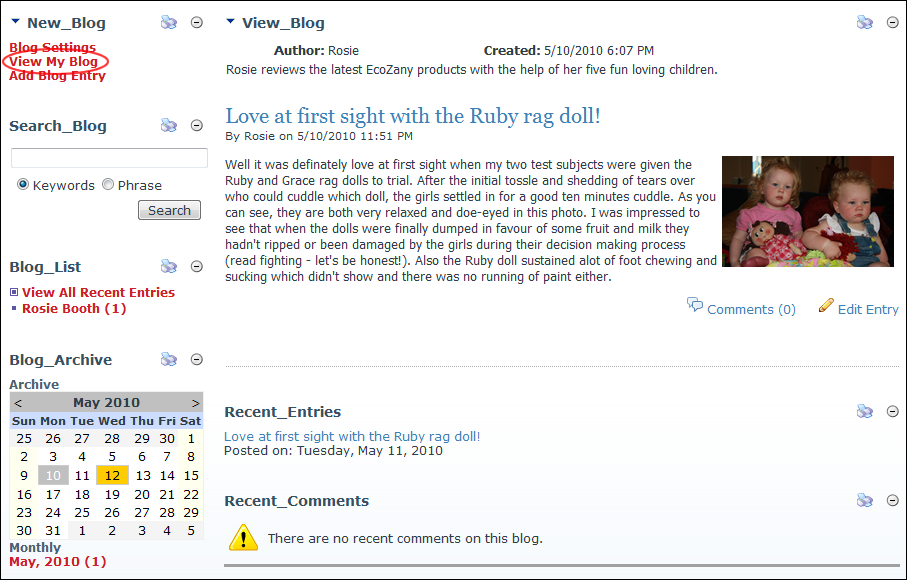 New_Blog
Blog Settings
View My Blog
Add Blog Entry
Search_Blog
Keywords Phrase
Search
Blog_List
View All Recent Entries
Rosie Booth (1)
Blog_Archive
Archive
< May 2010 >
Sun Mon Tue Wed Thu Fri Sat
25 26 27 28 29 30 1
2 3 4 5 6 7 8
9 10 11 12 13 14 15
16 17 18 19 20 21 22
23 24 25 26 27 28 29
30 31 1 2 3 4 5
Monthly
May, 2010 (1)
View_Blog
Author: Rosie Created: 5/10/2010 6:07 PM
Rosie reviews the latest EcoZany products with the help of her five fun loving children.
Love at first sight with the Ruby rag doll!
By Rosie on 5/10/2010 11:51 PM
Well it was definately love at first sight when my two test subjects were given the
Ruby and Grace rag dolls to trial. After the initial tossle and shedding of tears over
who could cuddle which doll, the girls settled in for a good ten minutes cuddle. As you
can see, they are both very relaxed and doe-eyed in this photo. I was impressed to
see that when the dolls were finally dumped in favour of some fruit and milk they
hadn't ripped or been damaged by the girls during their decision making process
(read fighting - let's be honest!). Also the Ruby doll sustained alot of foot chewing and
sucking which didn't show and there was no running of paint either.
Comments (0) Edit Entry
Recent_Entries
Love at first sight with the Ruby rag doll!
Posted on: Tuesday, May 11, 2010
Recent_Comments
There are no recent comments on this blog.